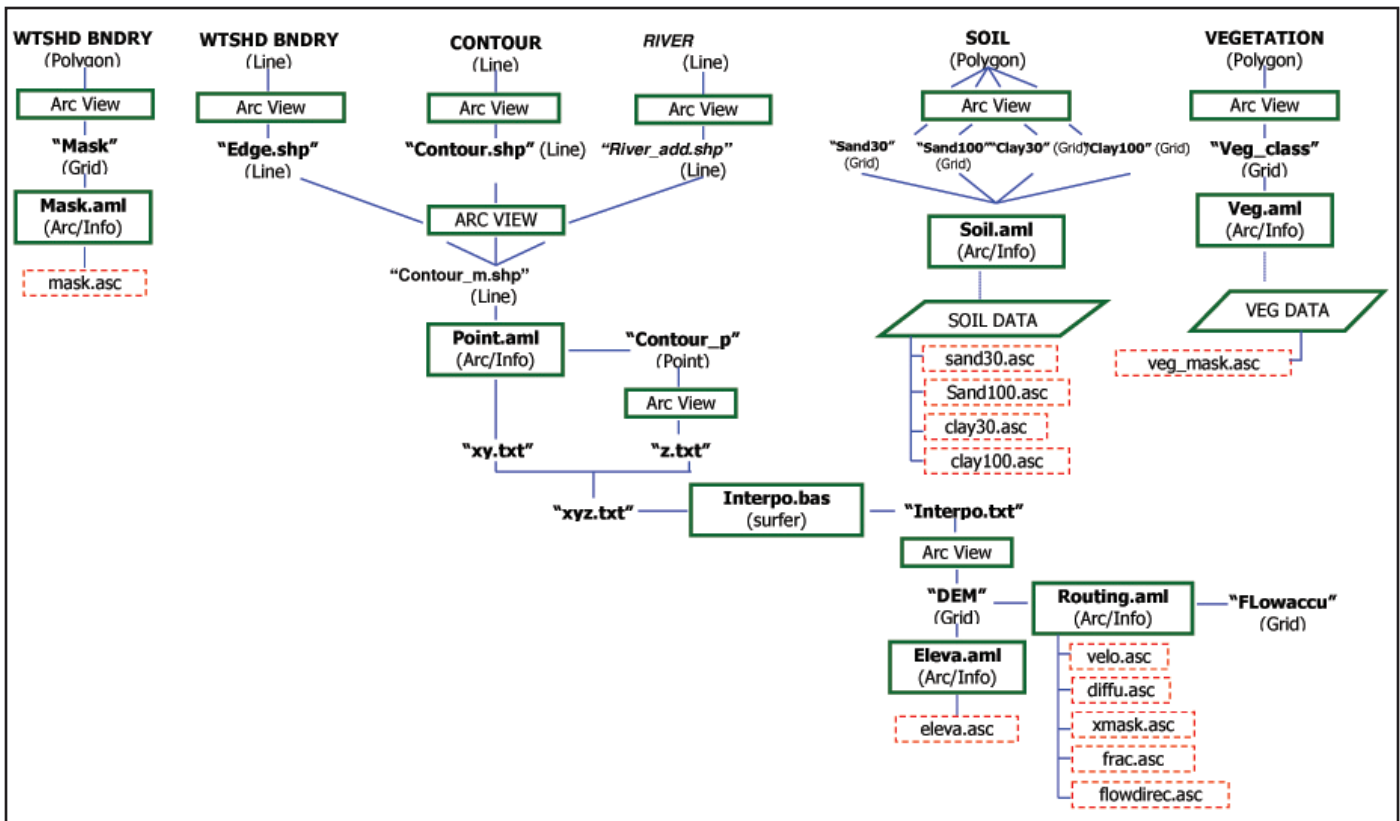 WTSHD BNDRY
(Polygon)
Arc View
“Mask”
(Grid)
Mask.aml
(Arc/Info)
mask.asc
WTSHD BNDRY
(Line)
Arc View
“Edge.shp”
(Line)
CONTOUR
(Line)
Arc View
“Contour.shp” (Line)
RIVER
(Line)
Arc View
“River_add.shp”
(Line)
ARC VIEW
“Contour_m.shp”
(Line)
Point.aml
(Arc/Info)
“Contour_p”
(Point)
Arc View
“xy.txt”
“z.txt”
“xyz.txt”
Interpo.bas
(surfer)
“Interpo.txt”
Arc View
“DEM”
(Grid)
Eleva.aml
(Arc/Info)
eleva.asc
Routing.aml
(Arc/Info)
“FLowaccu”
(Grid)
velo.asc
diffu.asc
xmask.asc
frac.asc
flowdirec.asc
SOIL
(Polygon)
Arc View
“Sand30”
(Grid)
“Sand100”
(Grid)
“Clay30” (Grid)
“Clay100” (Grid)
Soil.aml
(Arc/Info)
SOIL DATA
sand30.asc
Sand100.asc
clay30.asc
clay100.asc
VEGETATION
(Polygon)
Arc View
“Veg_class”
(Grid)
Veg.aml
(Arc/Info)
VEG DATA
veg_mask.asc